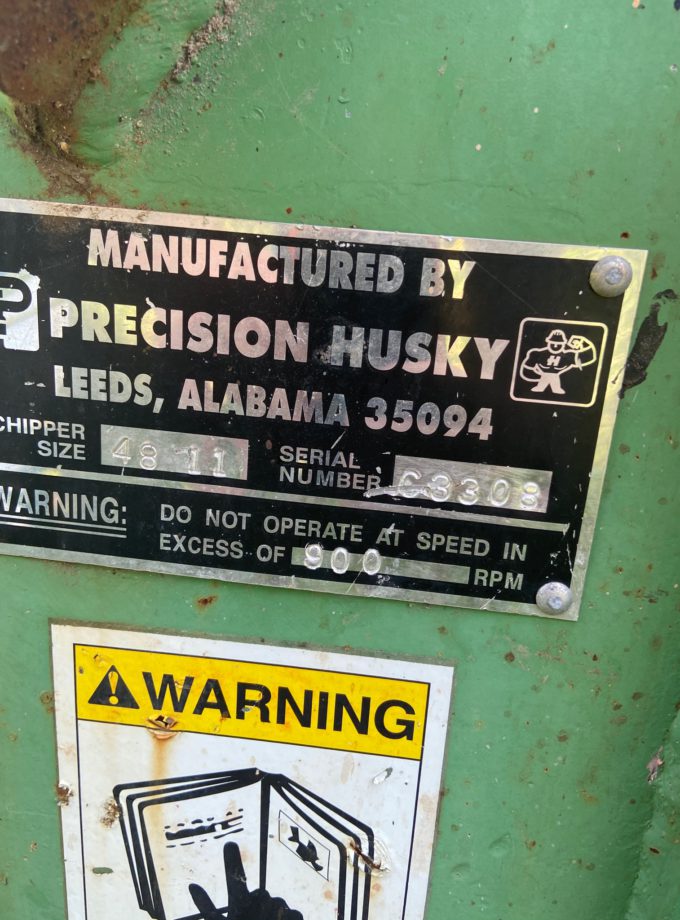 MANUFACTURED BY
PRECISION HUSKY
LEEDS, ALABAMA 35094
CHIPPER SIZE 48 11 SERIAL NUMBER C3308
WARNING: DO NOT OPERATE AT SPEED IN
EXCESS OF 900 RPM
WARNING